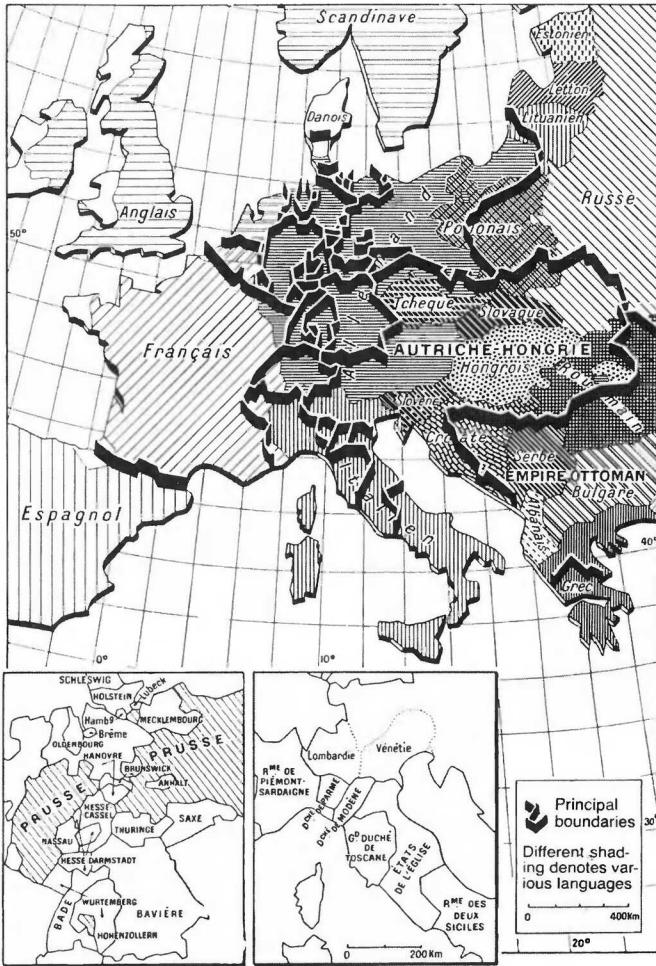 Scandinave
Estonien
Letton
Lituanien
Danois
Russe
Anglais
50°
Polonais
Allemand
Tchèque
Slovaque
Français
AUTRICHE-HONGRIE
Hongrois
Roumain
Slovène
Croate
Serbe
EMPIRE OTTOMAN
Bulgare
Albanais
Espagnol
Italien
40°
Grec
0°
10°
SCHLESWIG
HOLSTEIN
Lubeck
Hambg
MECKLEMBOURG
Brême
OLDENBOURG
HANOVRE
PRUSSE
BRUNSWICK
ANHALT
PRUSSE
HESSE
CASSEL
SAXE
NASSAU
THURINGE
HESSE DARMSTADT
BADE
WURTEMBERG
BAVIÈRE
HOHENZOLLERN
Lombardie
Vénétie
Rme DE
PIÉMONT-
SARDAIGNE
Dché DE PARME
Dché DE MODÈNE
Gd DUCHÉ
DE
TOSCANE
ÉTATS
DE L'ÉGLISE
Rme DES
DEUX
SICILES
0 200 Km
Principal
boundaries
Different shad-
ing denotes var-
ious languages
0 400Km
30°
20°